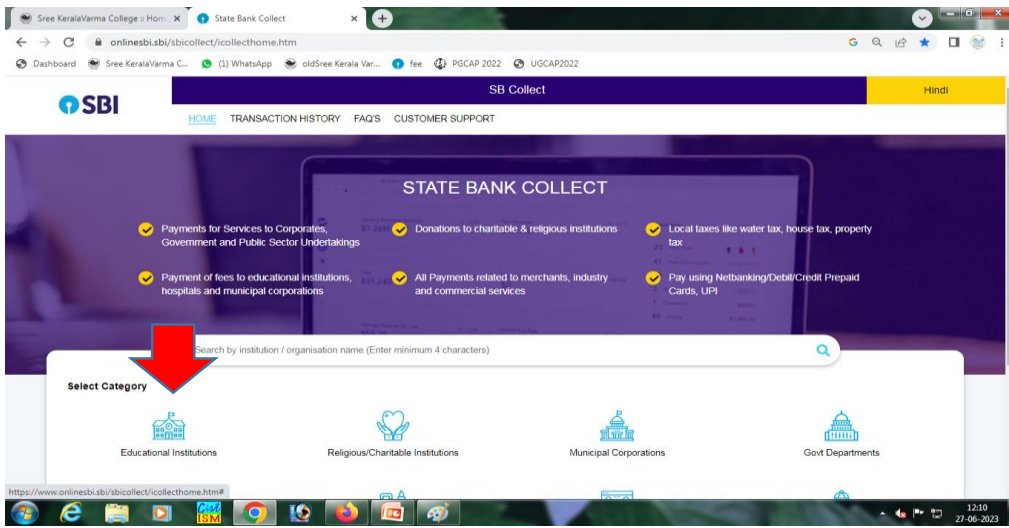 Sree KeralaVarma College :: Hom
State Bank Collect
onlinesbi.sbi/sbicollect/icollecthome.htm
Dashboard
Sree KeralaVarma C...
(1) WhatsApp
oldSree Kerala Var...
fee
PGCAP 2022
UGCAP2022
SBI
SB Collect
Hindi
HOME TRANSACTION HISTORY FAQ'S CUSTOMER SUPPORT
STATE BANK COLLECT
Payments for Services to Corporates,
Government and Public Sector Undertakings
Donations to charitable & religious institutions
Local taxes like water tax, house tax, property
tax
Payment of fees to educational institutions,
hospitals and municipal corporations
All Payments related to merchants, industry
and commercial services
Pay using Netbanking/Debit/Credit Prepaid
Cards, UPI
Search by institution / organisation name (Enter minimum 4 characters)
Select Category
Educational Institutions
Religious/Charitable Institutions
Municipal Corporations
Govt Departments
https://www.onlinesbi.sbi/sbicollect/icollecthome.htm#
Gist
ISM
12:10
27-06-2023